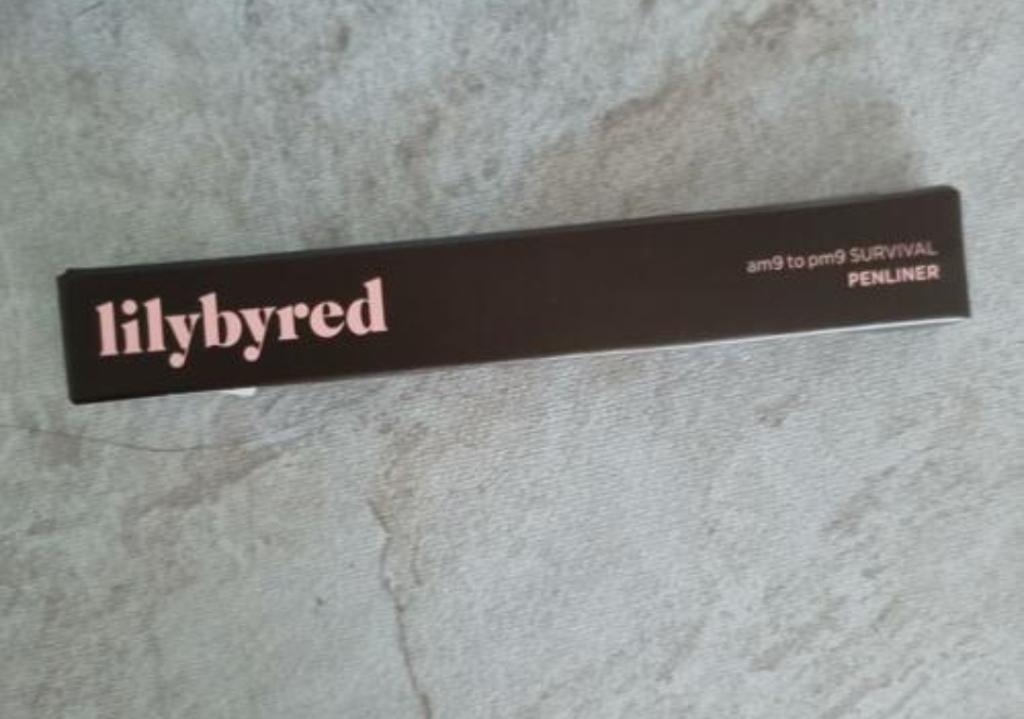 lilybyred
am9 to pm9 SURVIVAL
PENLINER